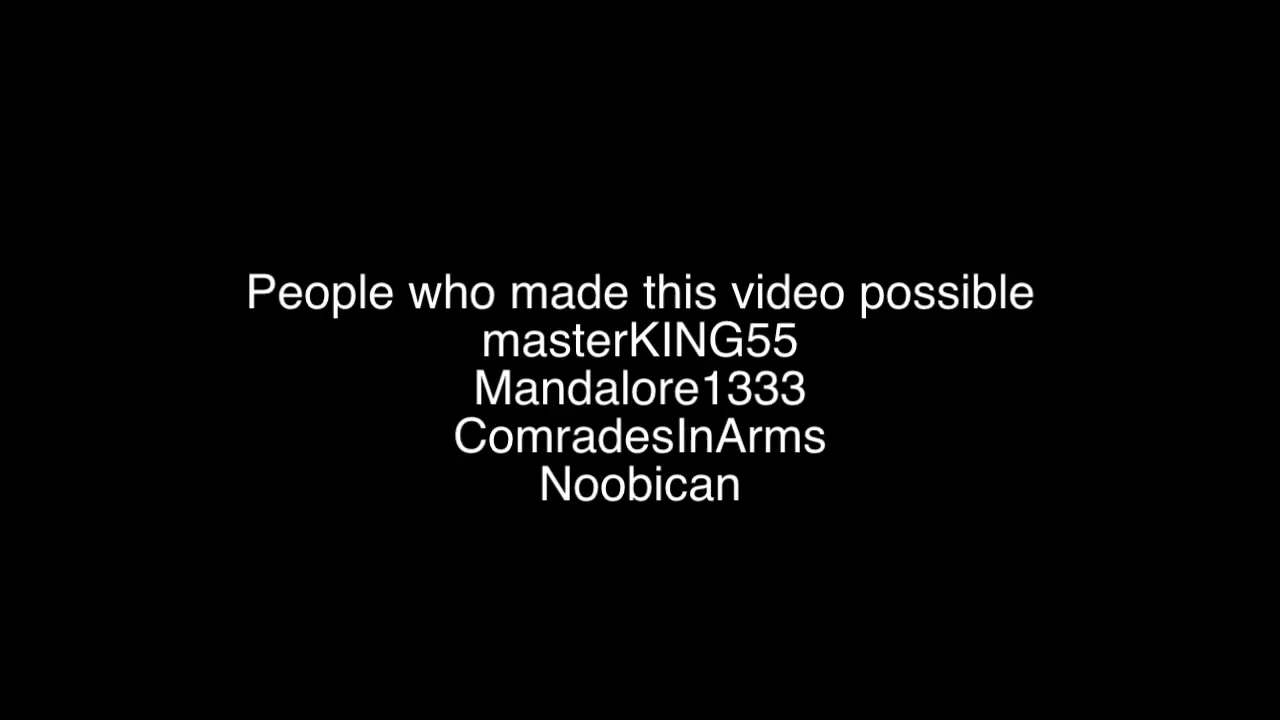 People who made this video possible
masterKING55
Mandalore1333
ComradesInArms
Noobican